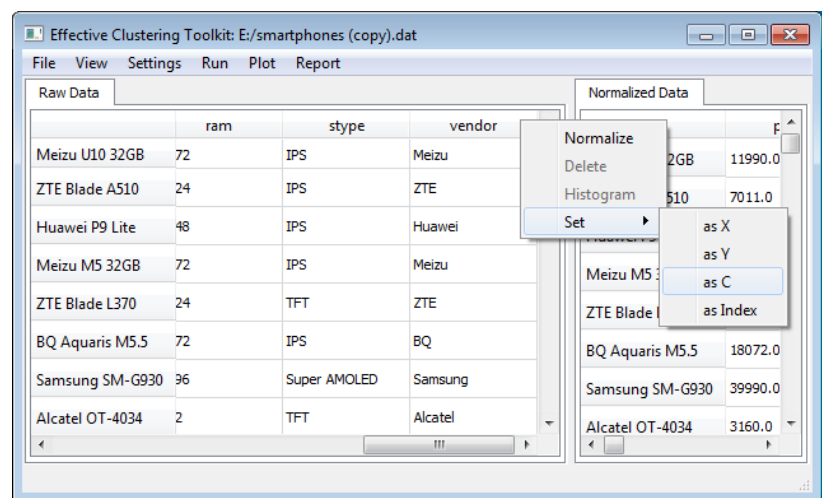 Effective Clustering Toolkit: E:/smartphones (copy).dat
File View Settings Run Plot Report
Raw Data
ram stype vendor
Meizu U10 32GB 72 IPS Meizu
ZTE Blade A510 24 IPS ZTE
Huawei P9 Lite 48 IPS Huawei
Meizu M5 32GB 72 IPS Meizu
ZTE Blade L370 24 TFT ZTE
BQ Aquaris M5.5 72 IPS BQ
Samsung SM-G930 96 Super AMOLED Samsung
Alcatel OT-4034 2 TFT Alcatel
Normalize
Delete
Histogram
Set
as X
as Y
as C
as Index
Normalized Data
2GB 11990.0
510 7011.0
Meizu M5
ZTE Blade
BQ Aquaris M5.5 18072.0
Samsung SM-G930 39990.0
Alcatel OT-4034 3160.0